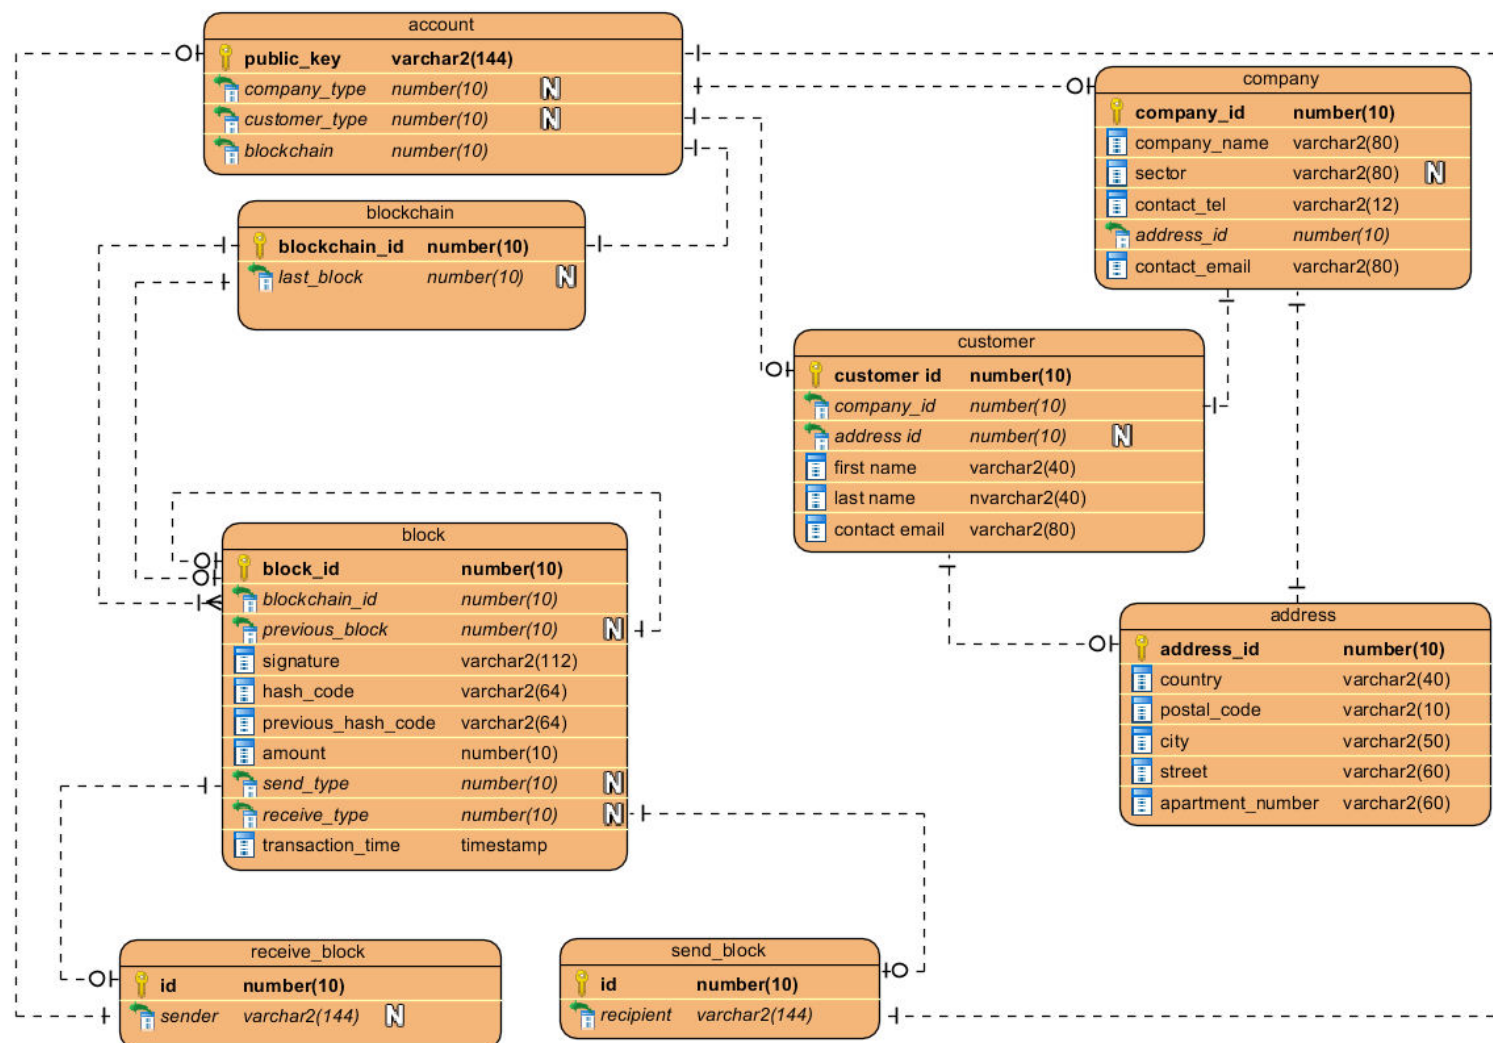 account
public_key varchar2(144)
company_type number(10) N
customer_type number(10) N
blockchain number(10)
company
company_id number(10)
company_name varchar2(80)
sector varchar2(80) N
contact_tel varchar2(12)
address_id number(10)
contact_email varchar2(80)
blockchain
blockchain_id number(10)
last_block number(10) N
customer
customer id number(10)
company_id number(10)
address id number(10) N
first name varchar2(40)
last name nvarchar2(40)
contact email varchar2(80)
block
block_id number(10)
blockchain_id number(10)
previous_block number(10) N
signature varchar2(112)
hash_code varchar2(64)
previous_hash_code varchar2(64)
amount number(10)
send_type number(10) N
receive_type number(10) N
transaction_time timestamp
address
address_id number(10)
country varchar2(40)
postal_code varchar2(10)
city varchar2(50)
street varchar2(60)
apartment_number varchar2(60)
receive_block
id number(10)
sender varchar2(144) N
send_block
id number(10)
recipient varchar2(144)